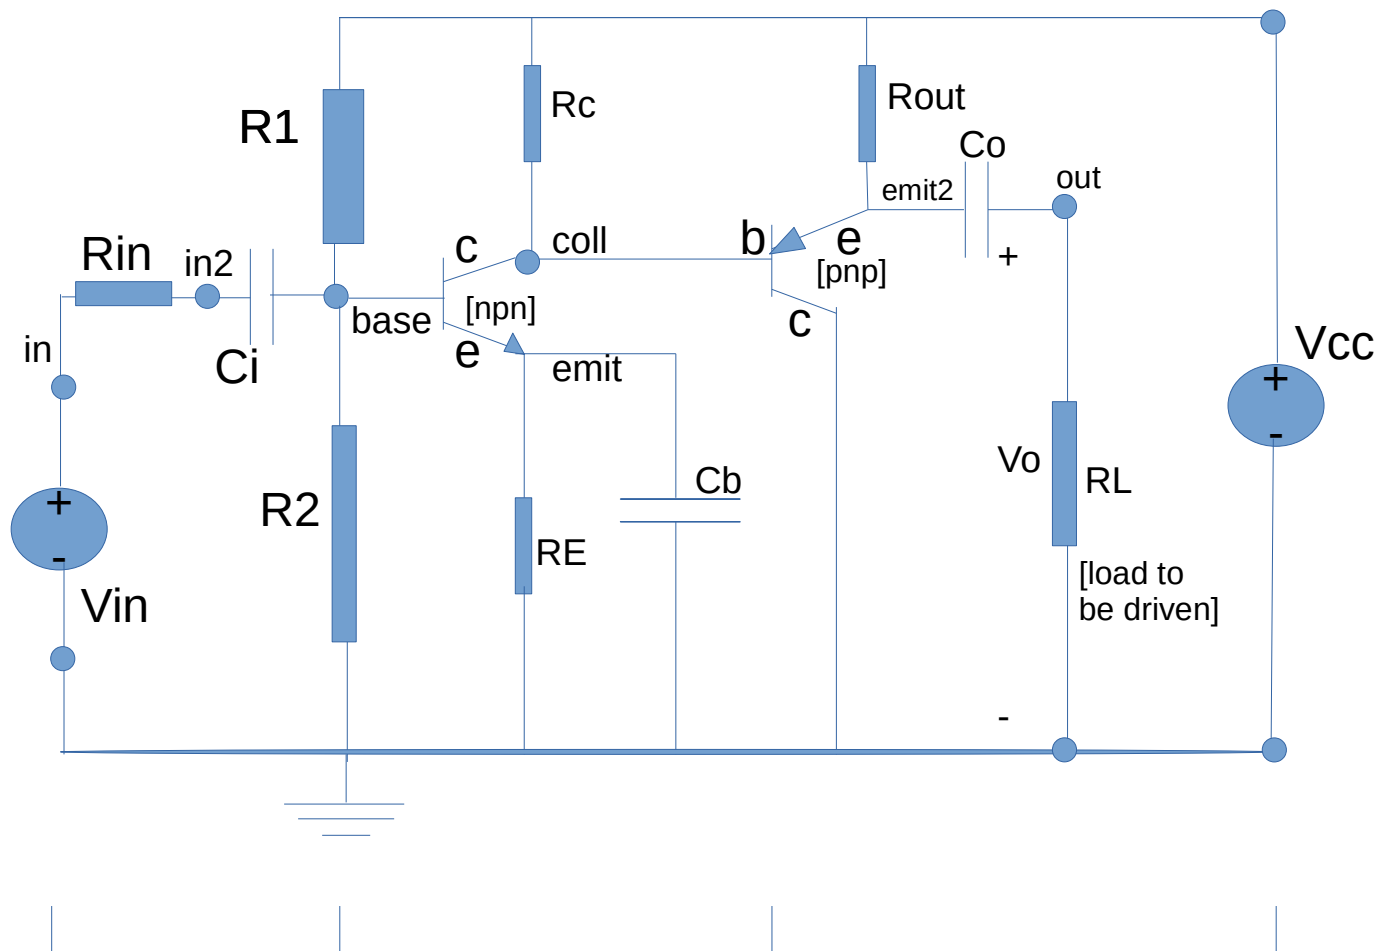 R1
Rc
Rout
Co
out
emit2
Rin
in2
c
coll
b
e
[pnp]
+
[npn]
base
c
in
Ci
e
emit
Vcc
+
-
Vo
RL
Cb
+
R2
RE
-
Vin
[load to
be driven]
-